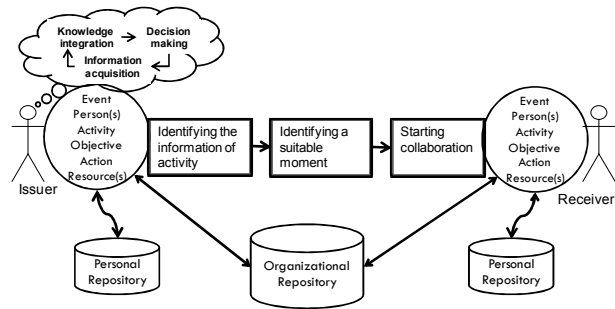 Knowledge
integration
Decision
making
Information
acquisition
Event
Person(s)
Activity
Objective
Action
Resource(s)
Issuer
Identifying the
information of
activity
Identifying a
suitable
moment
Starting
collaboration
Event
Person(s)
Activity
Objective
Action
Resource(s)
Receiver
Personal
Repository
Organizational
Repository
Personal
Repository